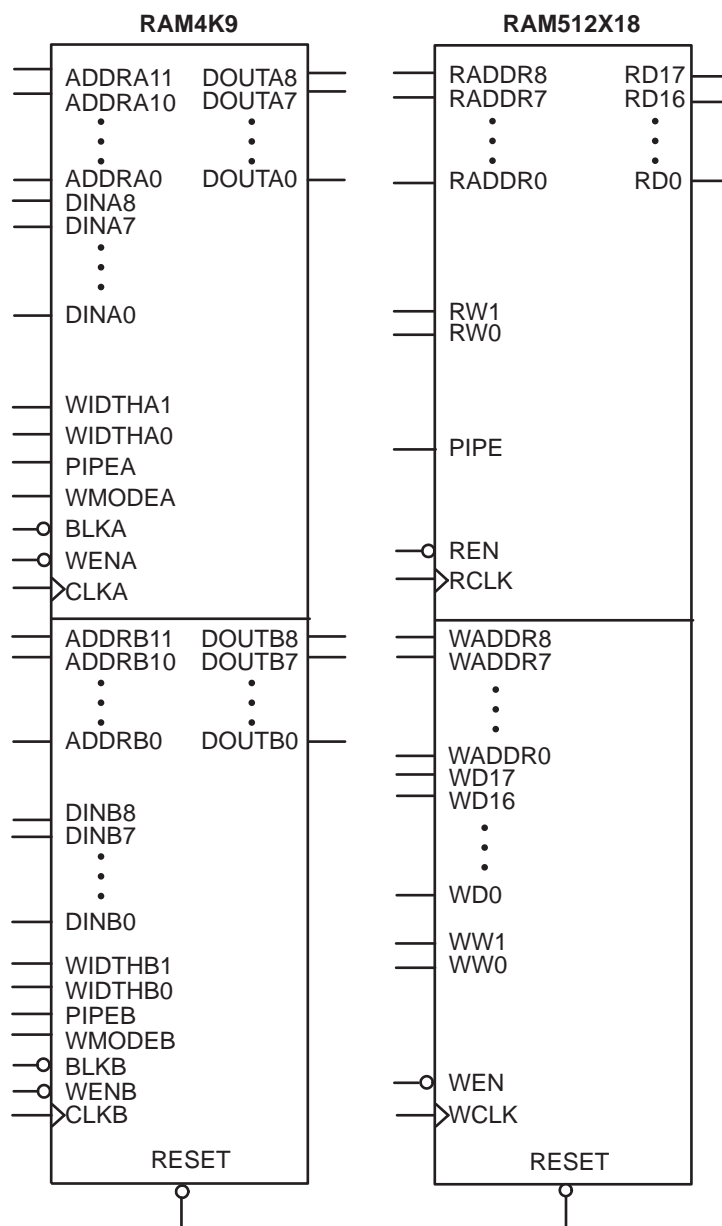 RAM4K9
ADDRA11 DOUTA8
ADDRA10 DOUTA7
ADDRA0 DOUTA0
DINA8
DINA7
DINA0
WIDTHA1
WIDTHA0
PIPEA
WMODEA
BLKA
WENA
CLKA
ADDRB11 DOUTB8
ADDRB10 DOUTB7
ADDRB0 DOUTB0
DINB8
DINB7
DINB0
WIDTHB1
WIDTHB0
PIPEB
WMODEB
BLKB
WENB
CLKB
RESET
RAM512X18
RADDR8 RD17
RADDR7 RD16
RADDR0 RD0
RW1
RW0
PIPE
REN
RCLK
WADDR8
WADDR7
WADDR0
WD17
WD16
WD0
WW1
WW0
WEN
WCLK
RESET